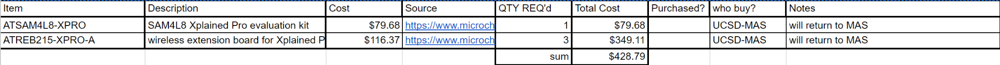 Item Description Cost Source QTY REQ'd Total Cost Purchased? who buy? Notes
ATSAM4L8-XPRO SAM4L8 Xplained Pro evaluation kit $79.68 https://www.microchi 1 $79.68 UCSD-MAS will return to MAS
ATREB215-XPRO-A wireless extension board for Xplained P $116.37 https://www.microchi 3 $349.11 UCSD-MAS will return to MAS
sum $428.79